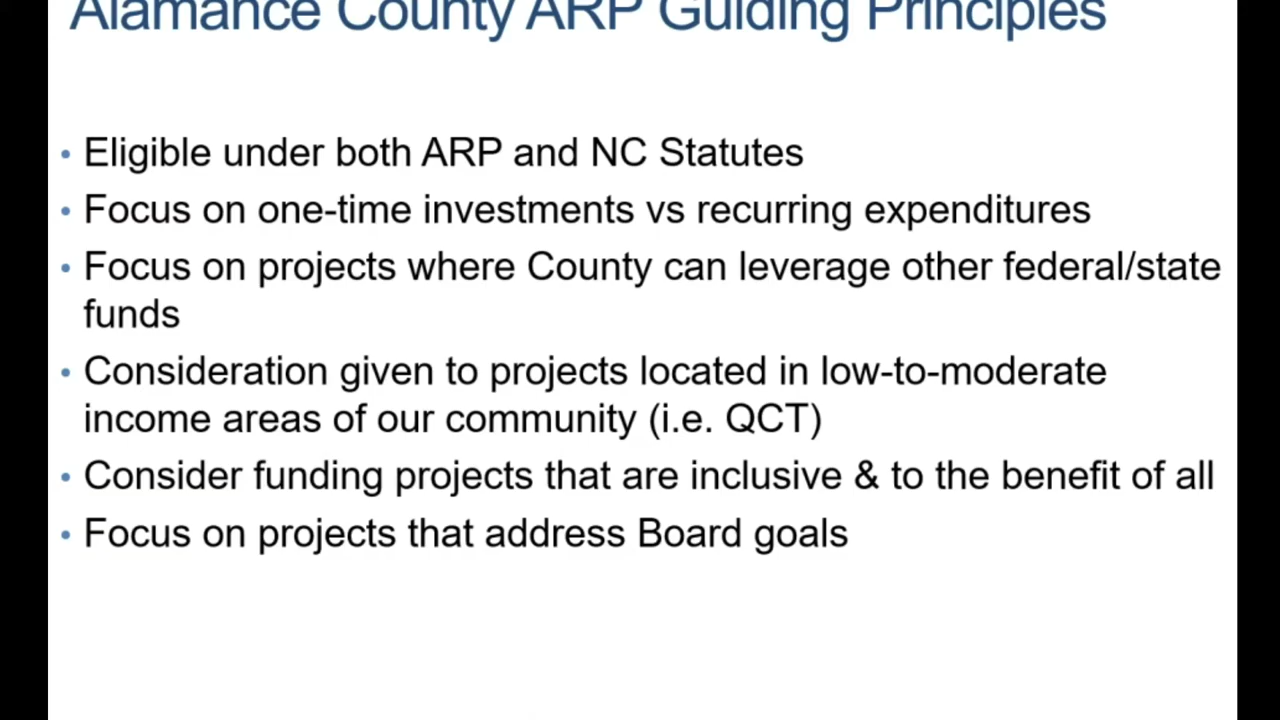 Alamance County ARP Guiding Principles
• Eligible under both ARP and NC Statutes
• Focus on one-time investments vs recurring expenditures
• Focus on projects where County can leverage other federal/state
funds
• Consideration given to projects located in low-to-moderate
income areas of our community (i.e. QCT)
• Consider funding projects that are inclusive & to the benefit of all
• Focus on projects that address Board goals